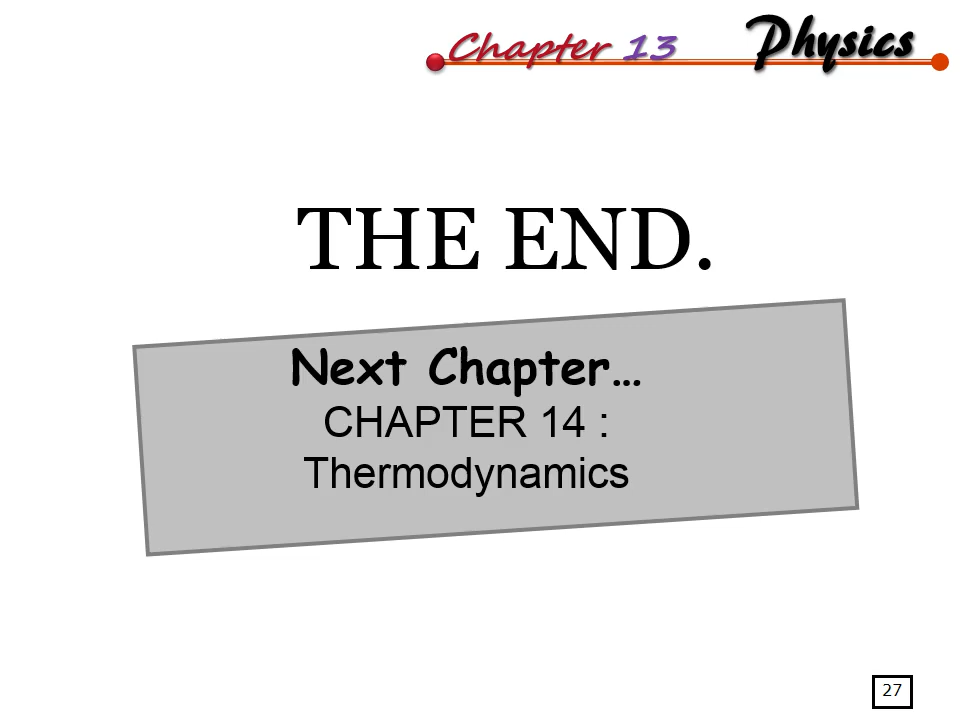 Chapter 13 Physics
THE END.
Next Chapter…
CHAPTER 14 :
Thermodynamics
27